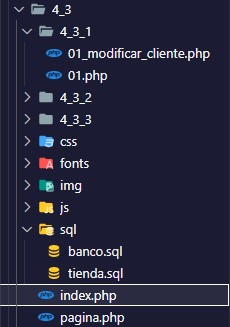 4_3
4_3_1
01_modificar_cliente.php
01.php
4_3_2
4_3_3
css
fonts
img
js
sql
banco.sql
tienda.sql
index.php
pagina.php